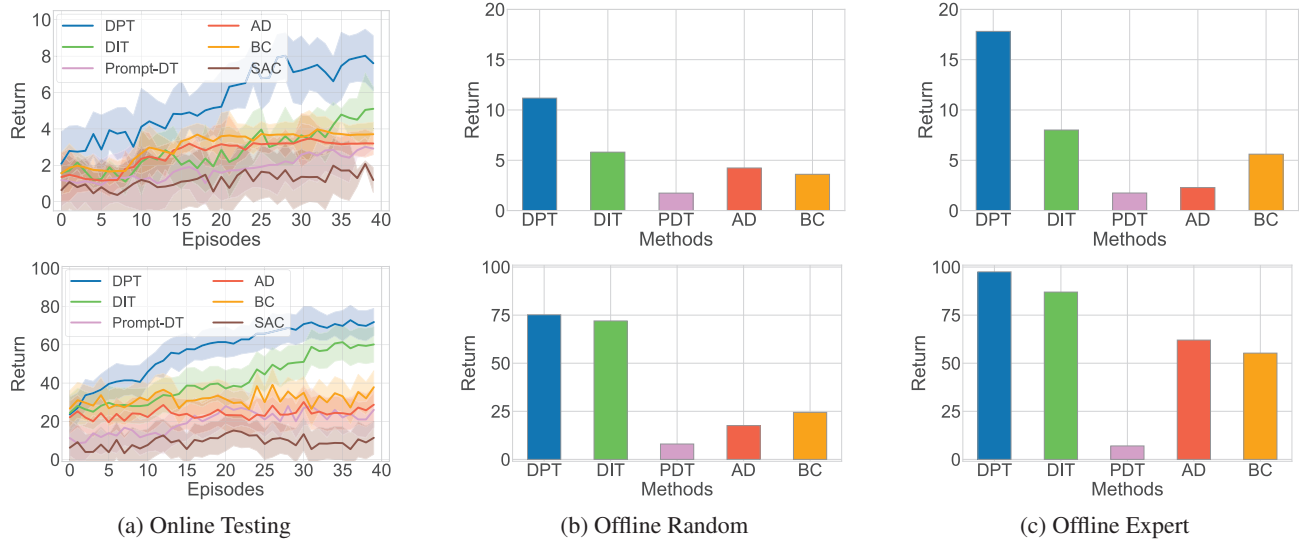 10
8
6
4
2
0
Return
DPT
DIT
Prompt-DT
AD
BC
SAC
0 5 10 15 20 25 30 35 40
Episodes
20
15
10
5
0
Return
DPT DIT PDT AD BC
Methods
20
15
10
5
0
Return
DPT DIT PDT AD BC
Methods
100
80
60
40
20
0
Return
DPT
DIT
Prompt-DT
AD
BC
SAC
0 5 10 15 20 25 30 35 40
Episodes
100
75
50
25
0
Return
DPT DIT PDT AD BC
Methods
100
75
50
25
0
Return
DPT DIT PDT AD BC
Methods
(a) Online Testing
(b) Offline Random
(c) Offline Expert